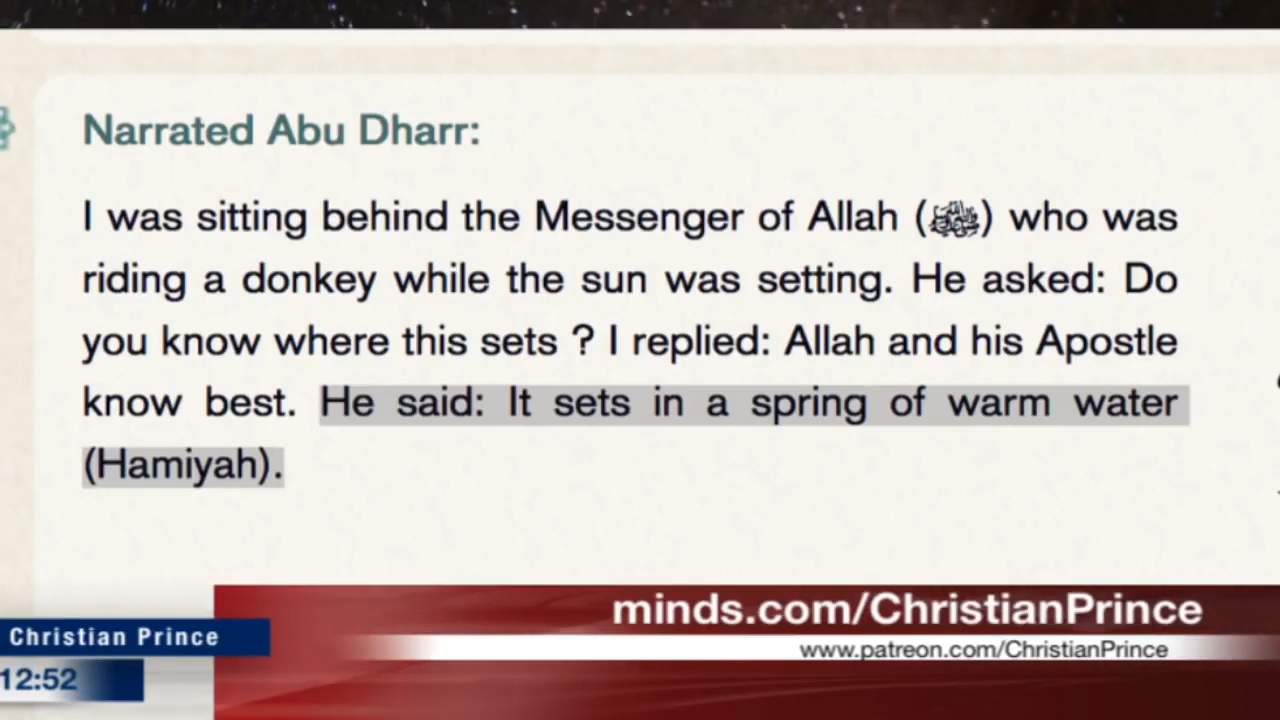 Narrated Abu Dharr:
I was sitting behind the Messenger of Allah (ﷺ) who was
riding a donkey while the sun was setting. He asked: Do
you know where this sets ? I replied: Allah and his Apostle
know best. He said: It sets in a spring of warm water
(Hamiyah).
minds.com/ChristianPrince
Christian Prince
www.patreon.com/ChristianPrince
12:52